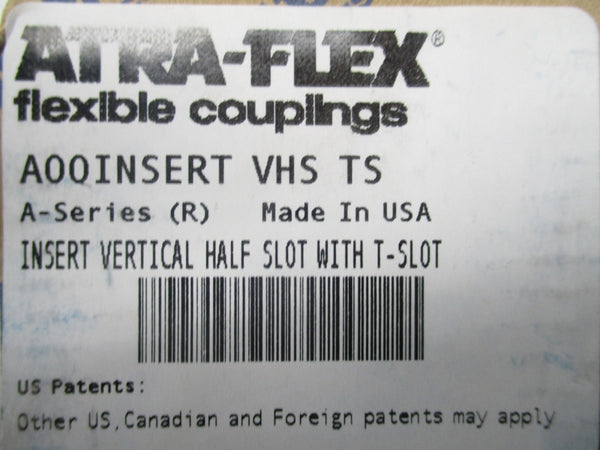 ATRA-FLEX®
flexible couplings
A00INSERT VHS TS
A-Series (R) Made In USA
INSERT VERTICAL HALF SLOT WITH T-SLOT
US Patents:
Other US,Canadian and Foreign patents may apply